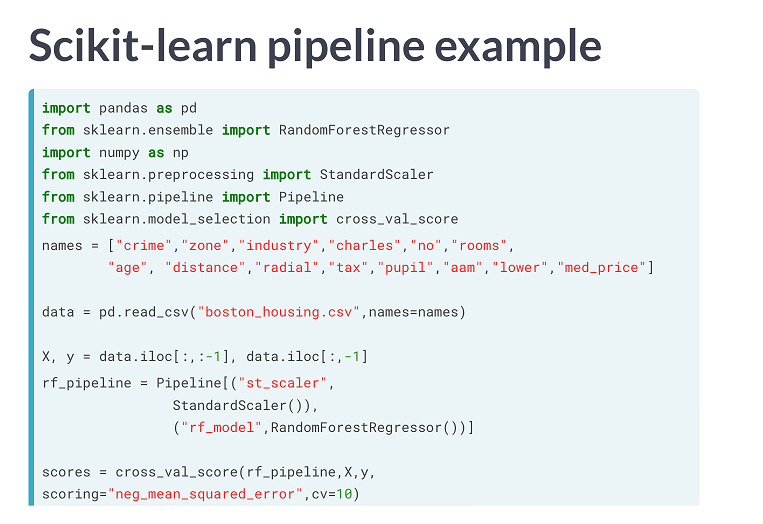 Scikit-learn pipeline example
import pandas as pd
from sklearn.ensemble import RandomForestRegressor
import numpy as np
from sklearn.preprocessing import StandardScaler
from sklearn.pipeline import Pipeline
from sklearn.model_selection import cross_val_score
names = ["crime","zone","industry","charles","no","rooms",
        "age", "distance","radial","tax","pupil","aam","lower","med_price"]
data = pd.read_csv("boston_housing.csv",names=names)
X, y = data.iloc[:,:-1], data.iloc[:,-1]
rf_pipeline = Pipeline[("st_scaler",
                StandardScaler()),
                ("rf_model",RandomForestRegressor())]
scores = cross_val_score(rf_pipeline,X,y,
scoring="neg_mean_squared_error",cv=10)